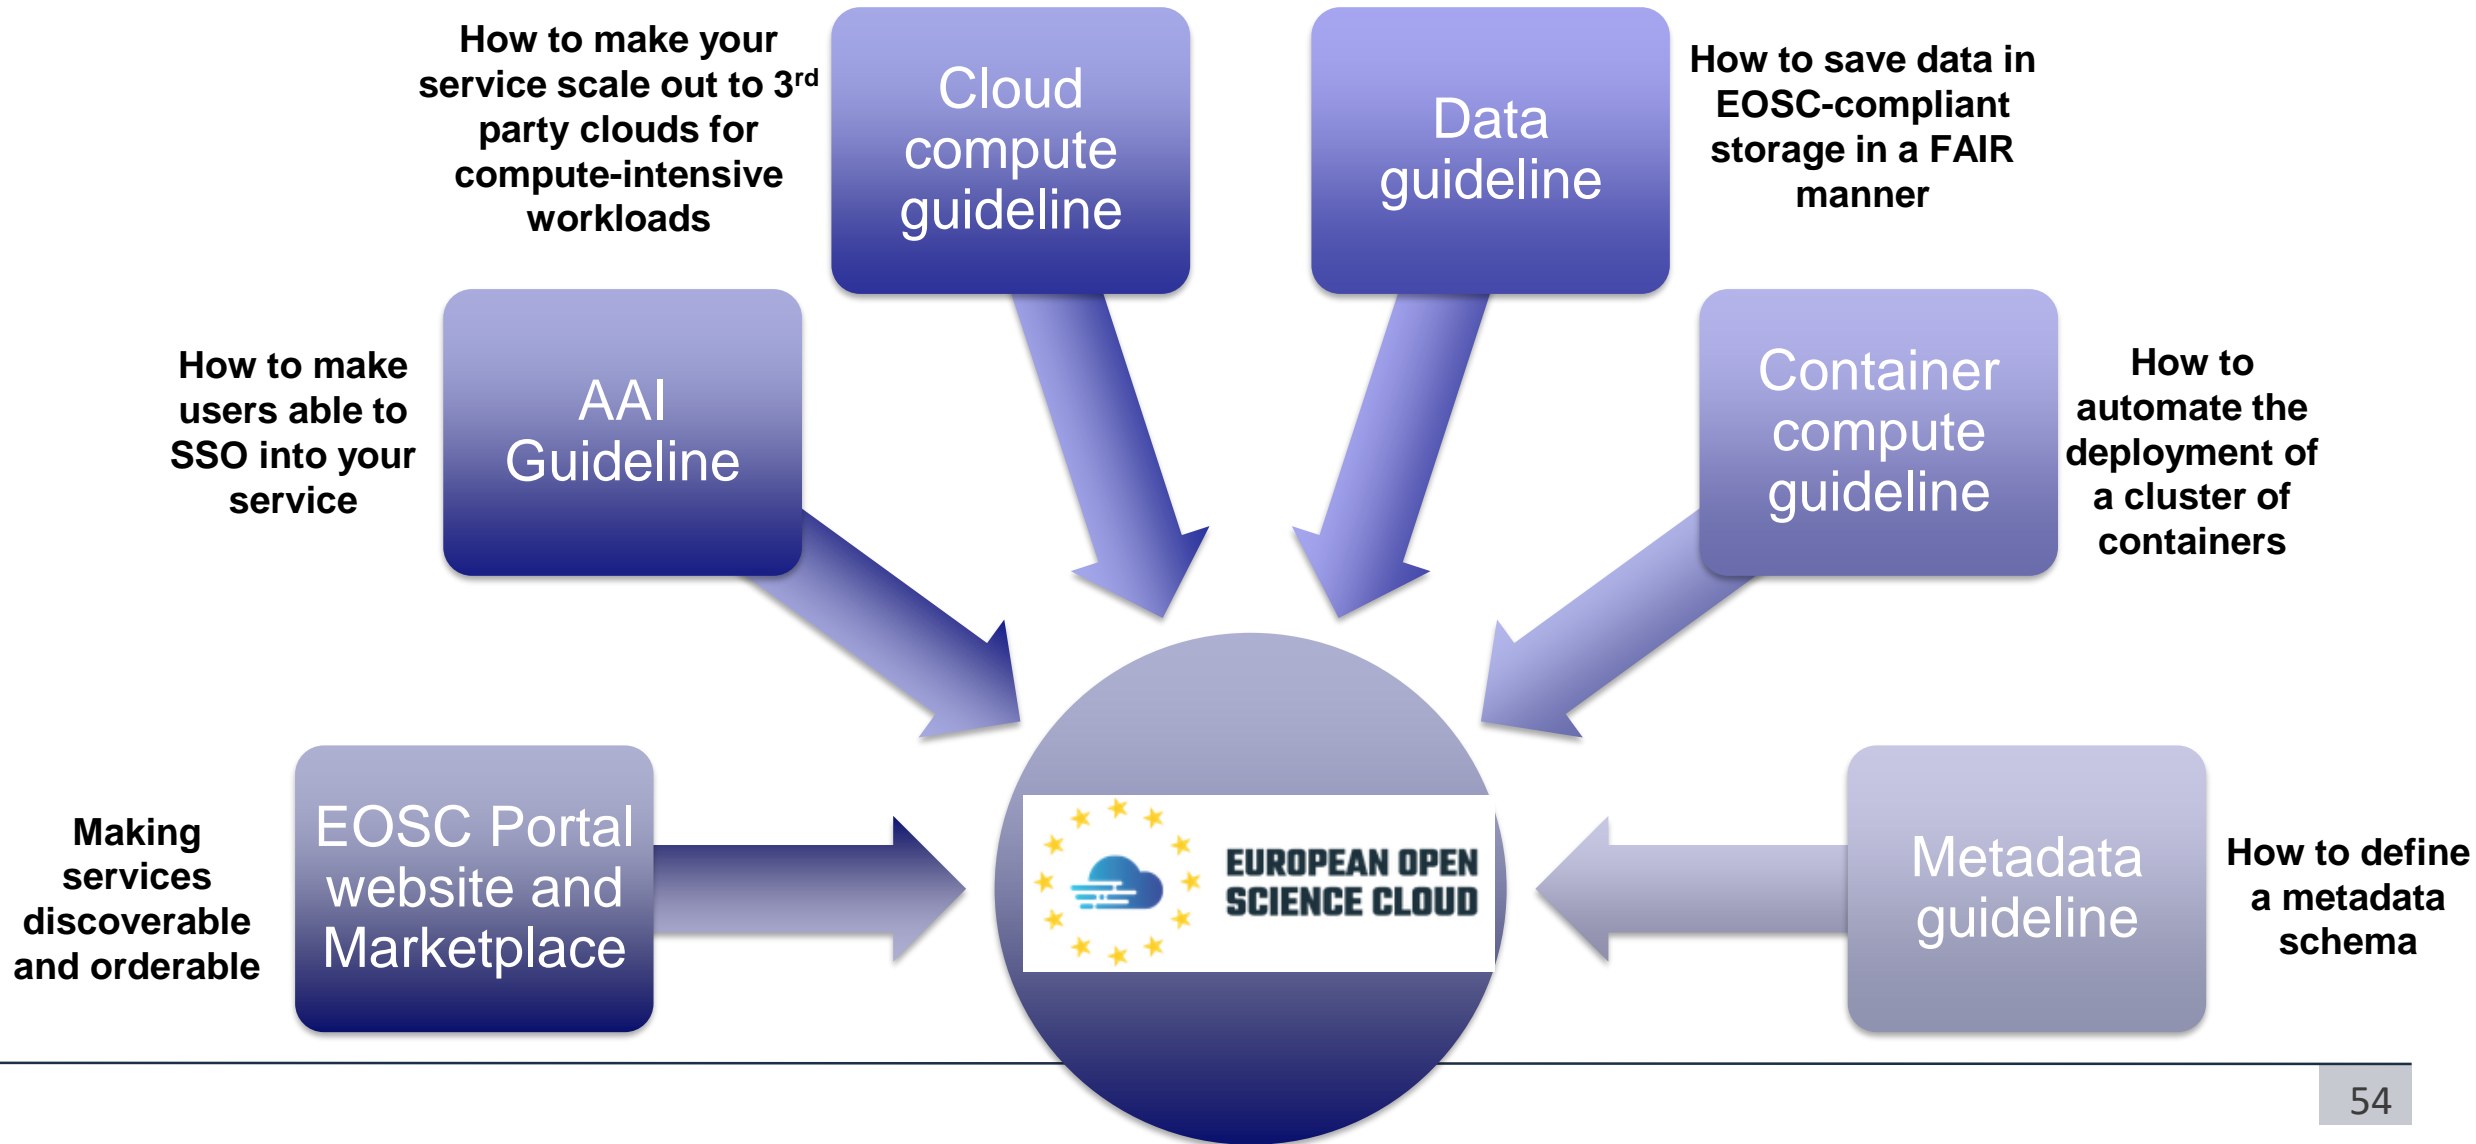 How to make your
service scale out to 3rd
party clouds for
compute-intensive
workloads
Cloud
compute
guideline
Data
guideline
How to save data in
EOSC-compliant
storage in a FAIR
manner
How to make
users able to
SSO into your
service
AAI
Guideline
Container
compute
guideline
How to
automate the
deployment of
a cluster of
containers
Making
services
discoverable
and orderable
EOSC Portal
website and
Marketplace
EUROPEAN OPEN
SCIENCE CLOUD
Metadata
guideline
How to define
a metadata
schema
54